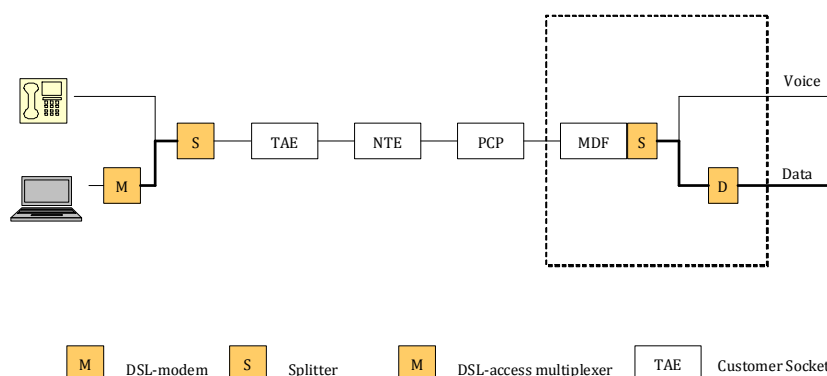 Voice
S
TAE
NTE
PCP
MDF
S
M
D
Data
M DSL-modem S Splitter M DSL-access multiplexer TAE Customer Socket